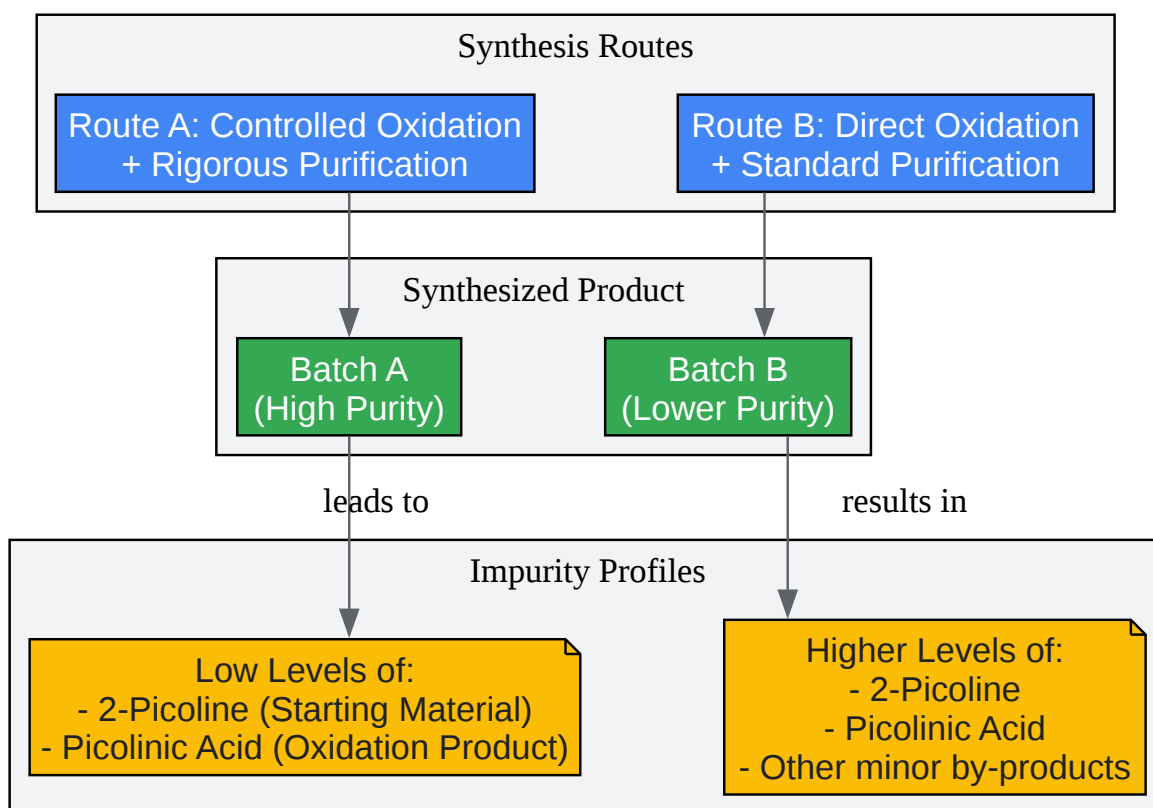 Synthesis Routes
Route A: Controlled Oxidation
+ Rigorous Purification
Route B: Direct Oxidation
+ Standard Purification
Synthesized Product
Batch A
(High Purity)
Batch B
(Lower Purity)
leads to
results in
Impurity Profiles
Low Levels of:
- 2-Picoline (Starting Material)
- Picolinic Acid (Oxidation Product)
Higher Levels of:
- 2-Picoline
- Picolinic Acid
- Other minor by-products